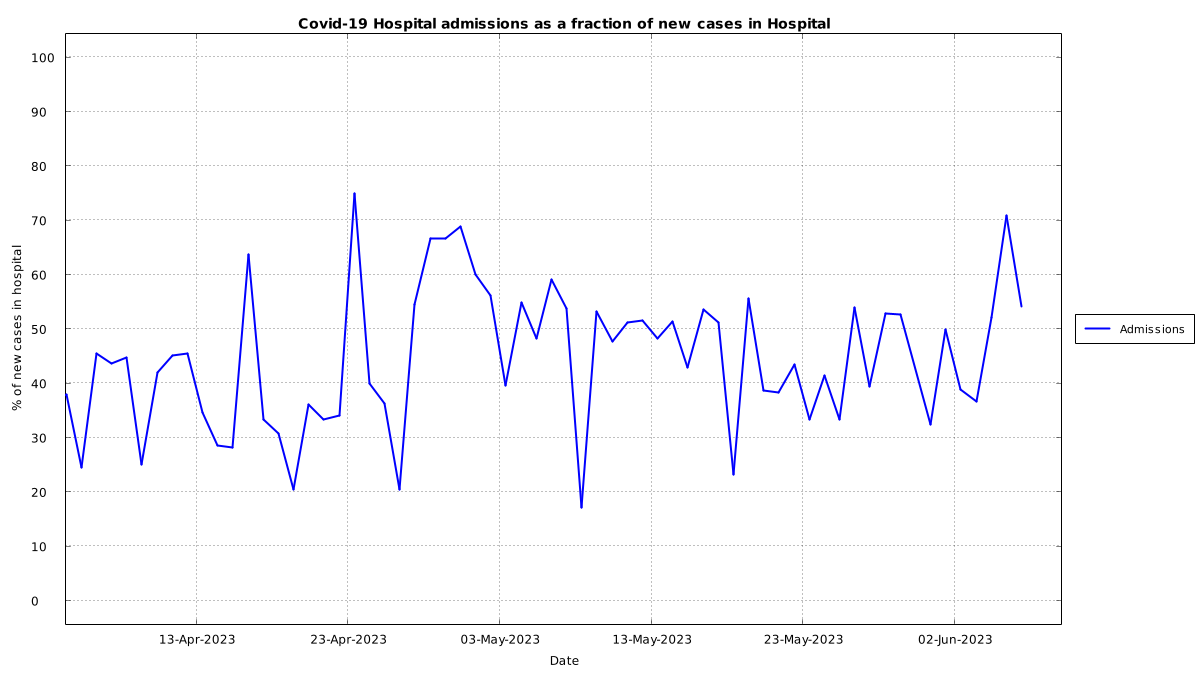 Covid-19 Hospital admissions as a fraction of new cases in Hospital
100
90
80
70
60
50
40
30
20
10
0
% of new cases in hospital
Admissions
13-Apr-2023 23-Apr-2023 03-May-2023 13-May-2023 23-May-2023 02-Jun-2023
Date